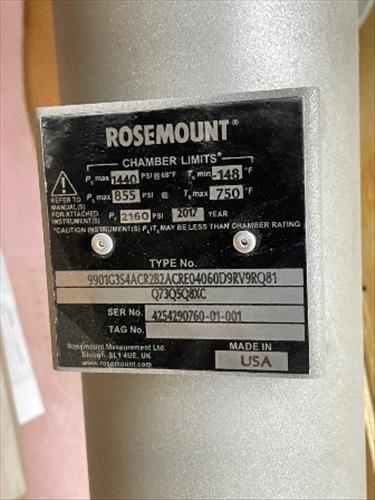 ROSEMOUNT®
CHAMBER LIMITS*
Ps max 1440 PSI @ 68°F Ts min -148 °F
Ps max 855 PSI @ Ts max 750 °F
REFER TO
MANUAL(S)
FOR ATTACHED
INSTRUMENT(S)
PT 2160 PSI 2017 YEAR
*CAUTION INSTRUMENT(S) P,T, MAY BE LESS THAN CHAMBER RATING
TYPE No.
9901G3S4ACR2B2ACRE04060D9RV9RQ81
Q73Q5Q8XC
SER No. 4254290760-01-001
TAG No.
Rosemount Measurement Ltd.
Slough, SL1 4UE, UK
www.rosemount.com
MADE IN
USA